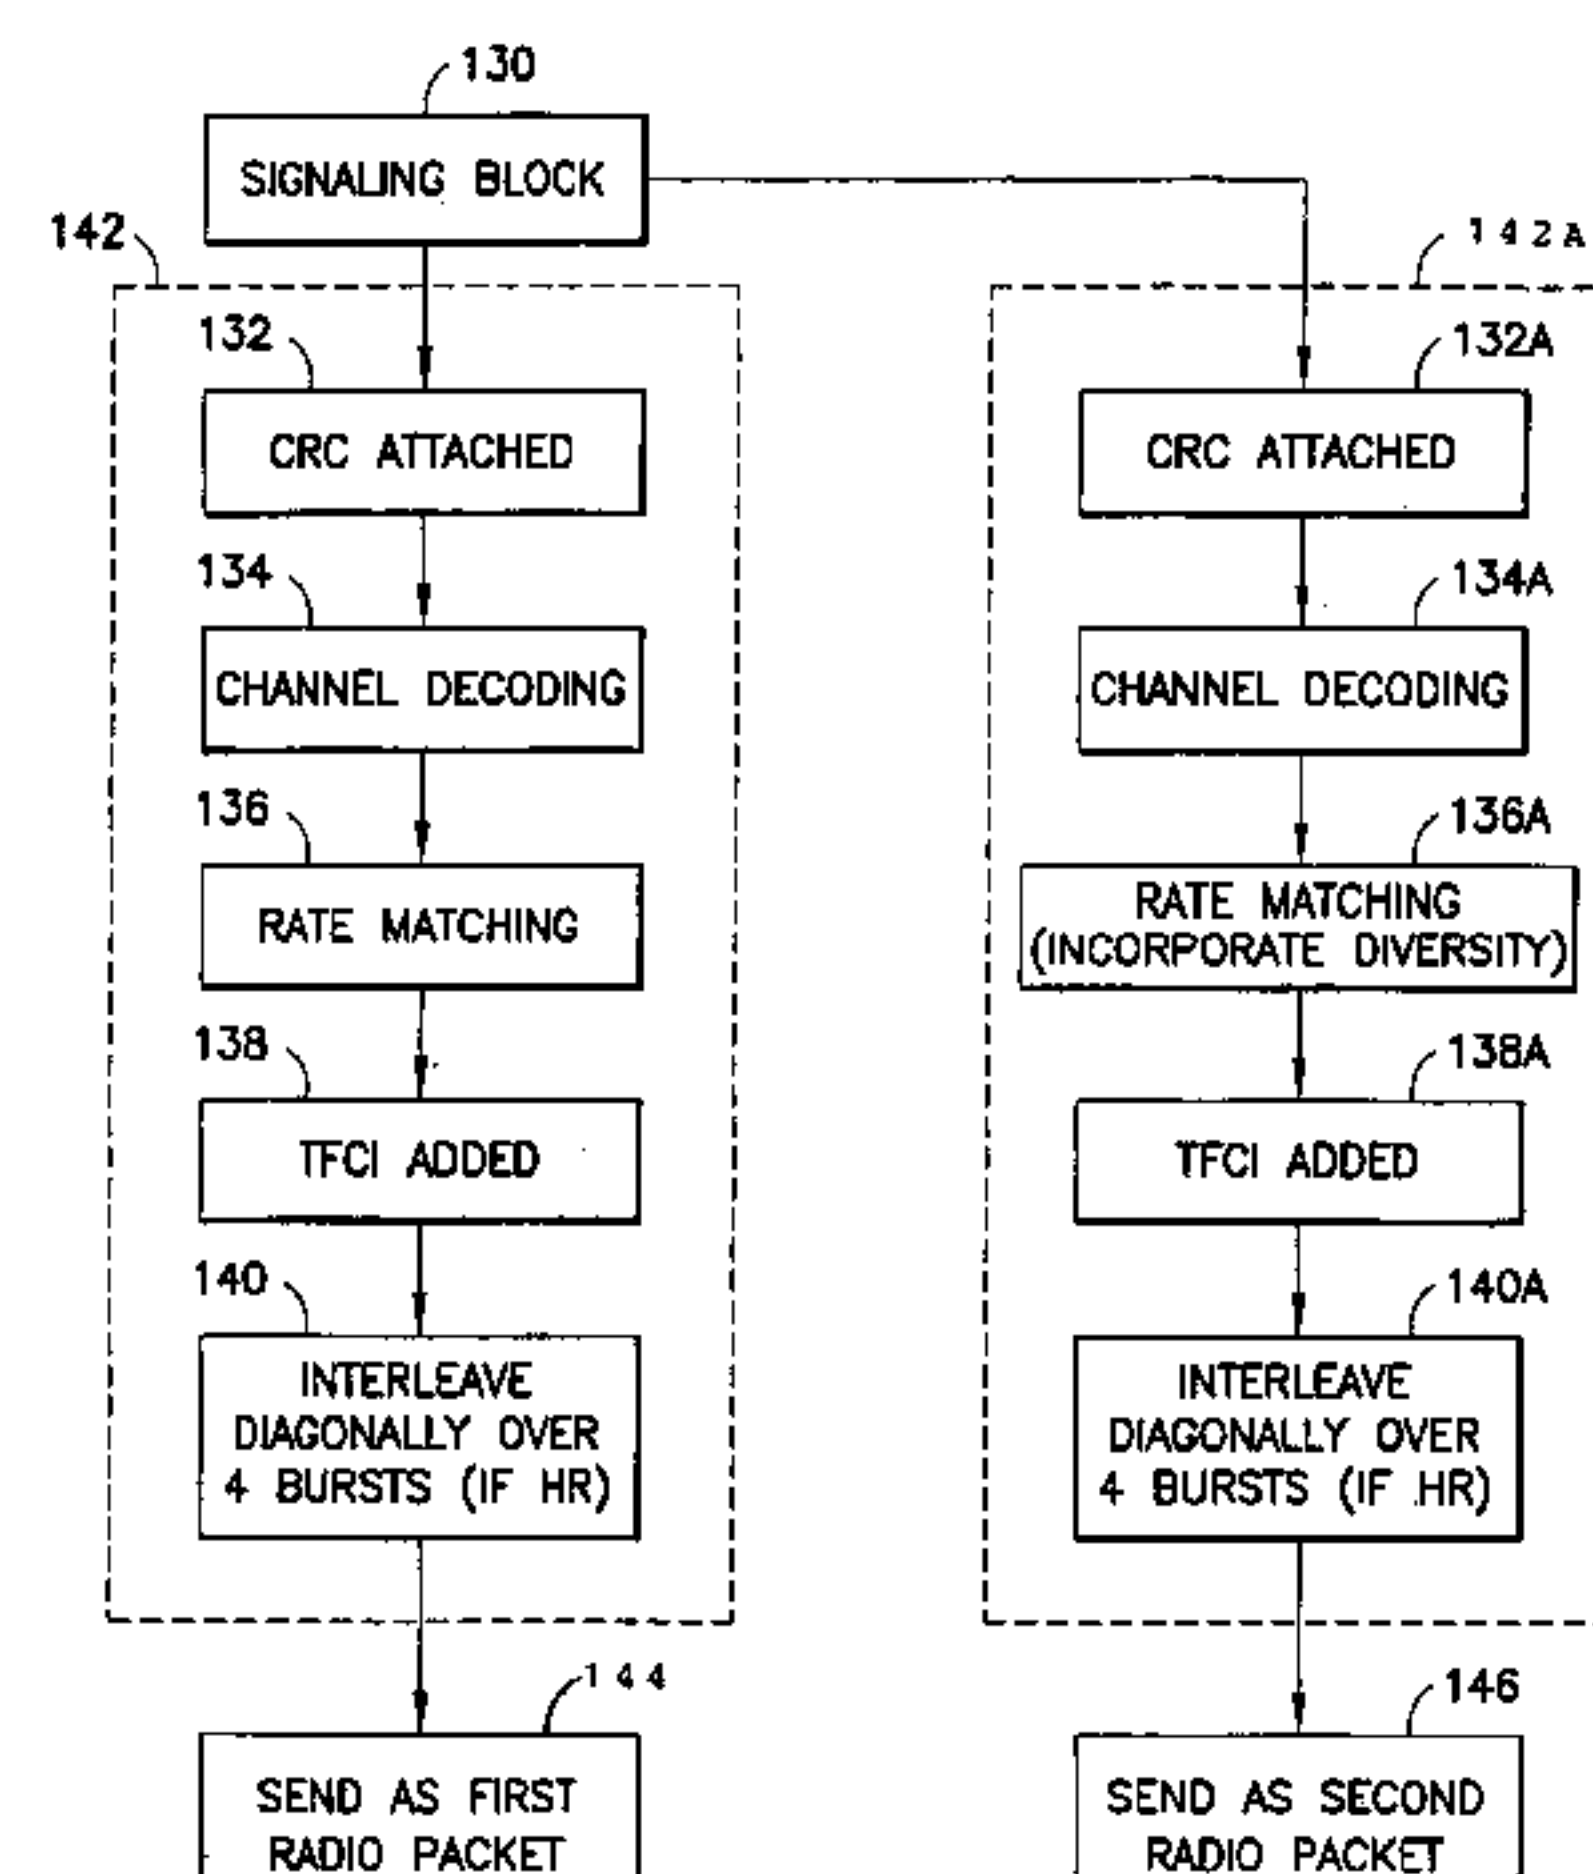 130
SIGNALING BLOCK
142
142A
132
CRC ATTACHED
132A
CRC ATTACHED
134
CHANNEL DECODING
134A
CHANNEL DECODING
136
RATE MATCHING
136A
RATE MATCHING
(INCORPORATE DIVERSITY)
138
TFCI ADDED
138A
TFCI ADDED
140
INTERLEAVE
DIAGONALLY OVER
4 BURSTS (IF HR)
140A
INTERLEAVE
DIAGONALLY OVER
4 BURSTS (IF HR)
144
SEND AS FIRST
RADIO PACKET
146
SEND AS SECOND
RADIO PACKET